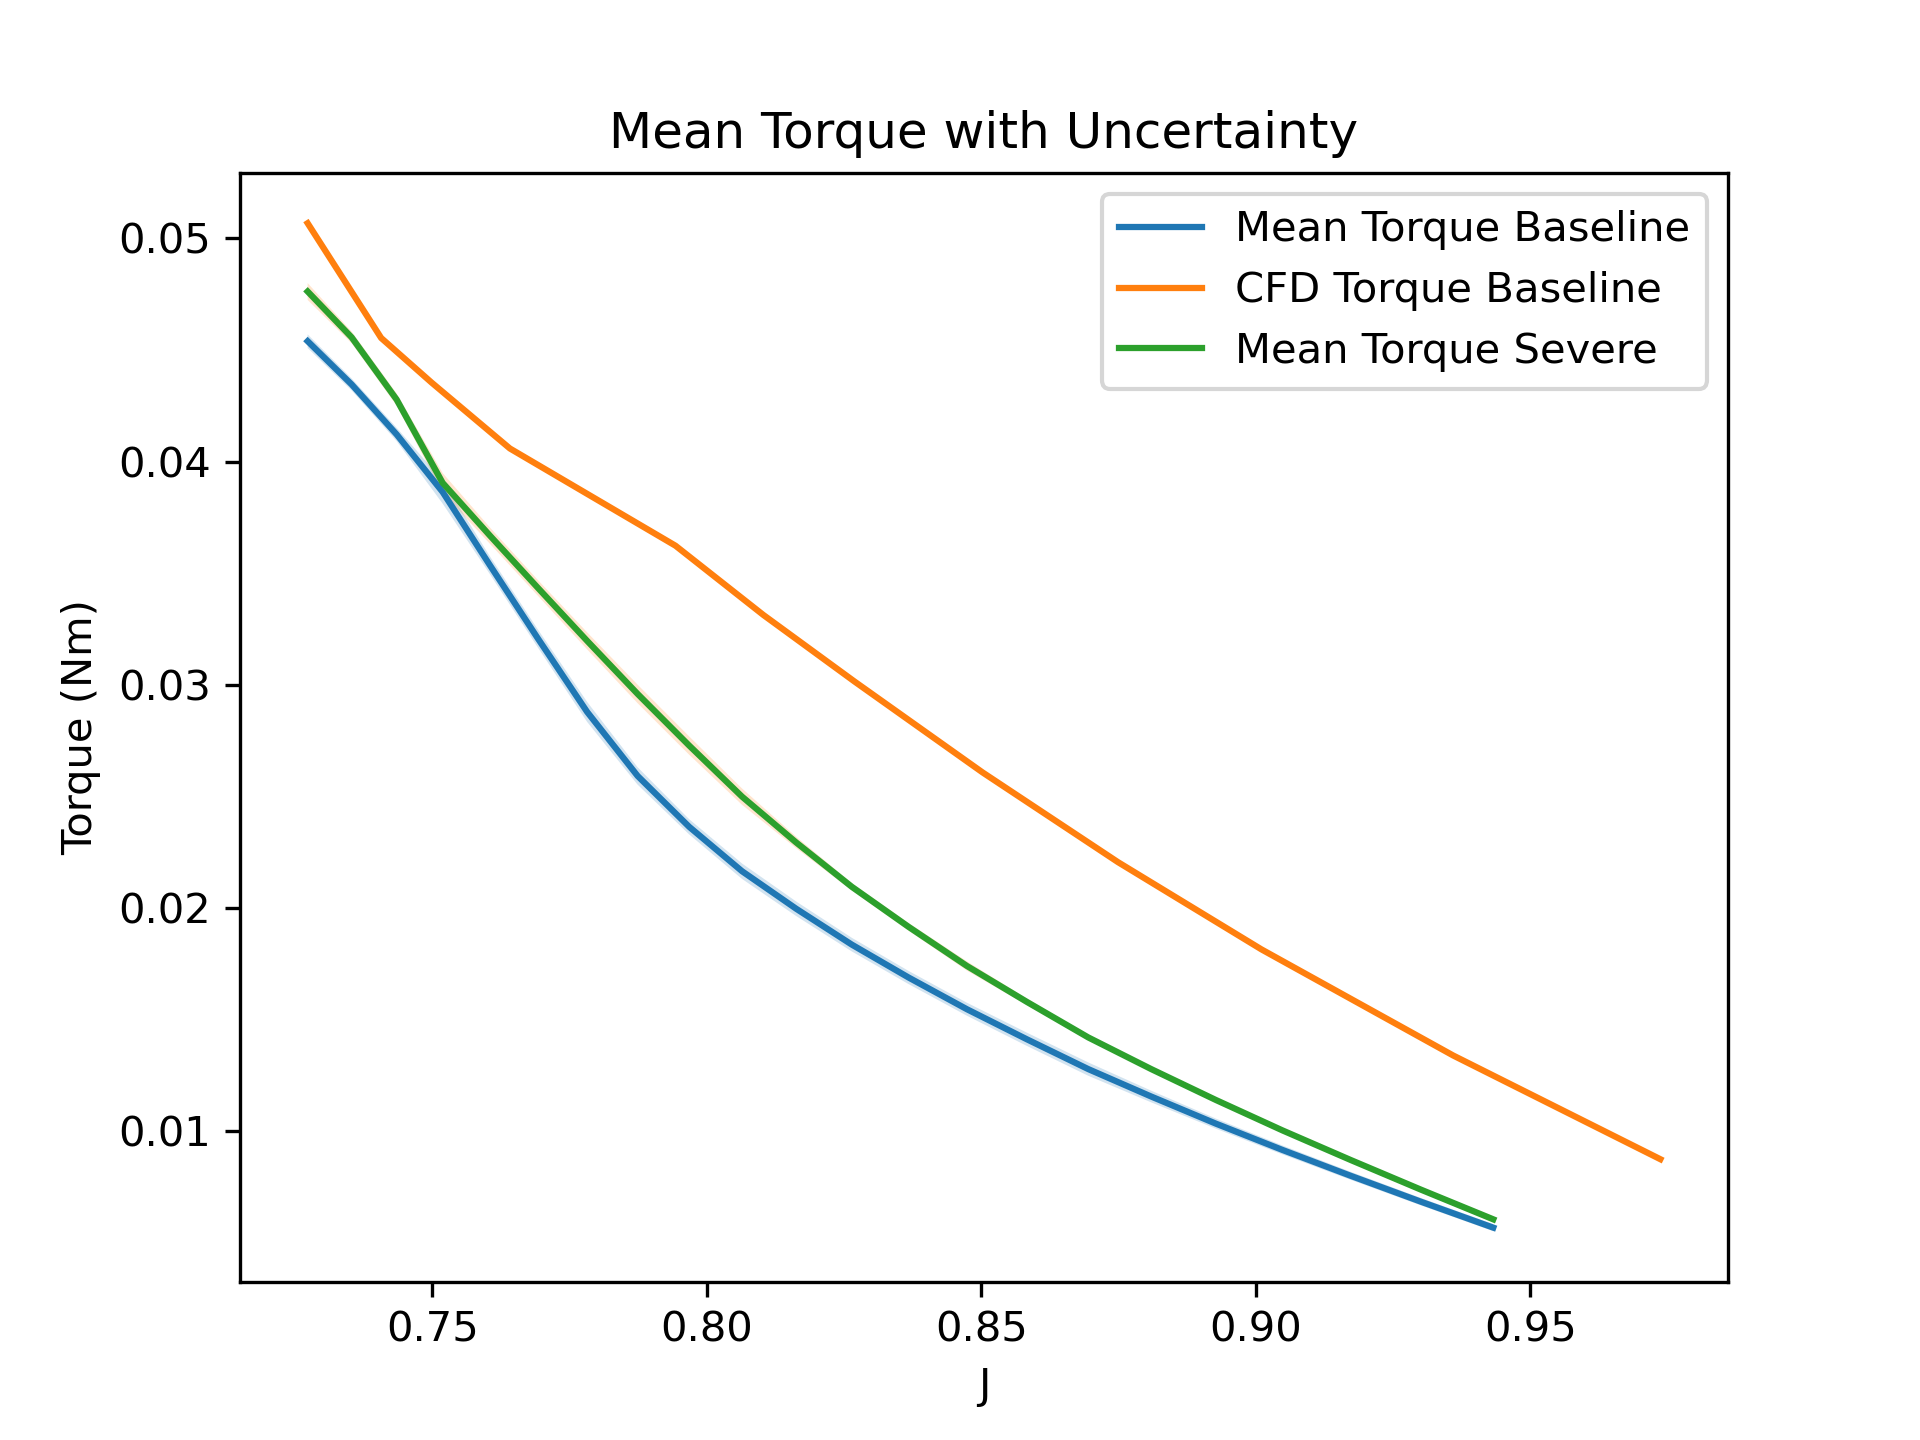 Mean Torque with Uncertainty
Mean Torque Baseline
CFD Torque Baseline
Mean Torque Severe
Torque (Nm)
0.05
0.04
0.03
0.02
0.01
0.75 0.80 0.85 0.90 0.95
J